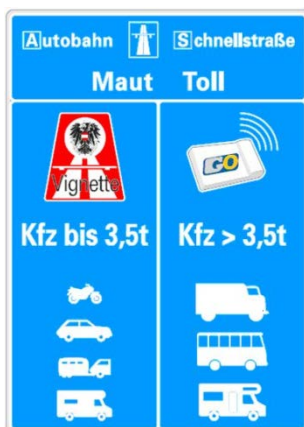 Autobahn Schnellstraße
Maut Toll
Vignette
GO
Kfz bis 3,5t
Kfz > 3,5t